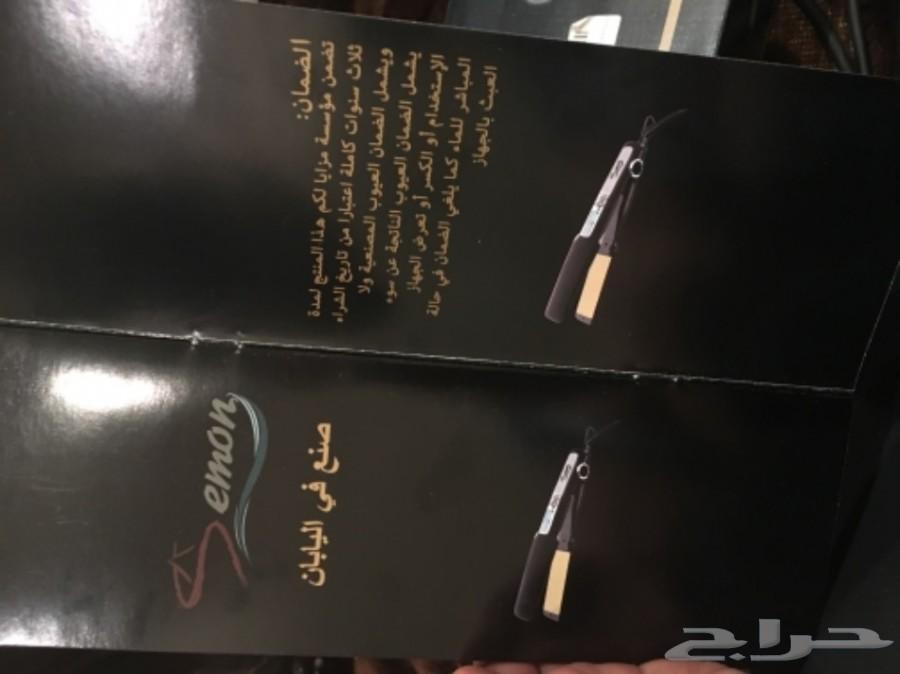 الضمان:
تضمن مؤسسة مزايا لكم هذا المنتج لمدة
ثلاث سنوات كاملة اعتبارا من تاريخ الشراء
ويشمل الضمان العيوب المصنعية ولا
يشمل الضمان العيوب الناتجة عن سوء
الإستخدام أو الكسر أو تعرض الجهاز
المباشر للماء كما يلغي الضمان في حالة
العبث بالجهاز
Semon
صنع في اليابان
حراج